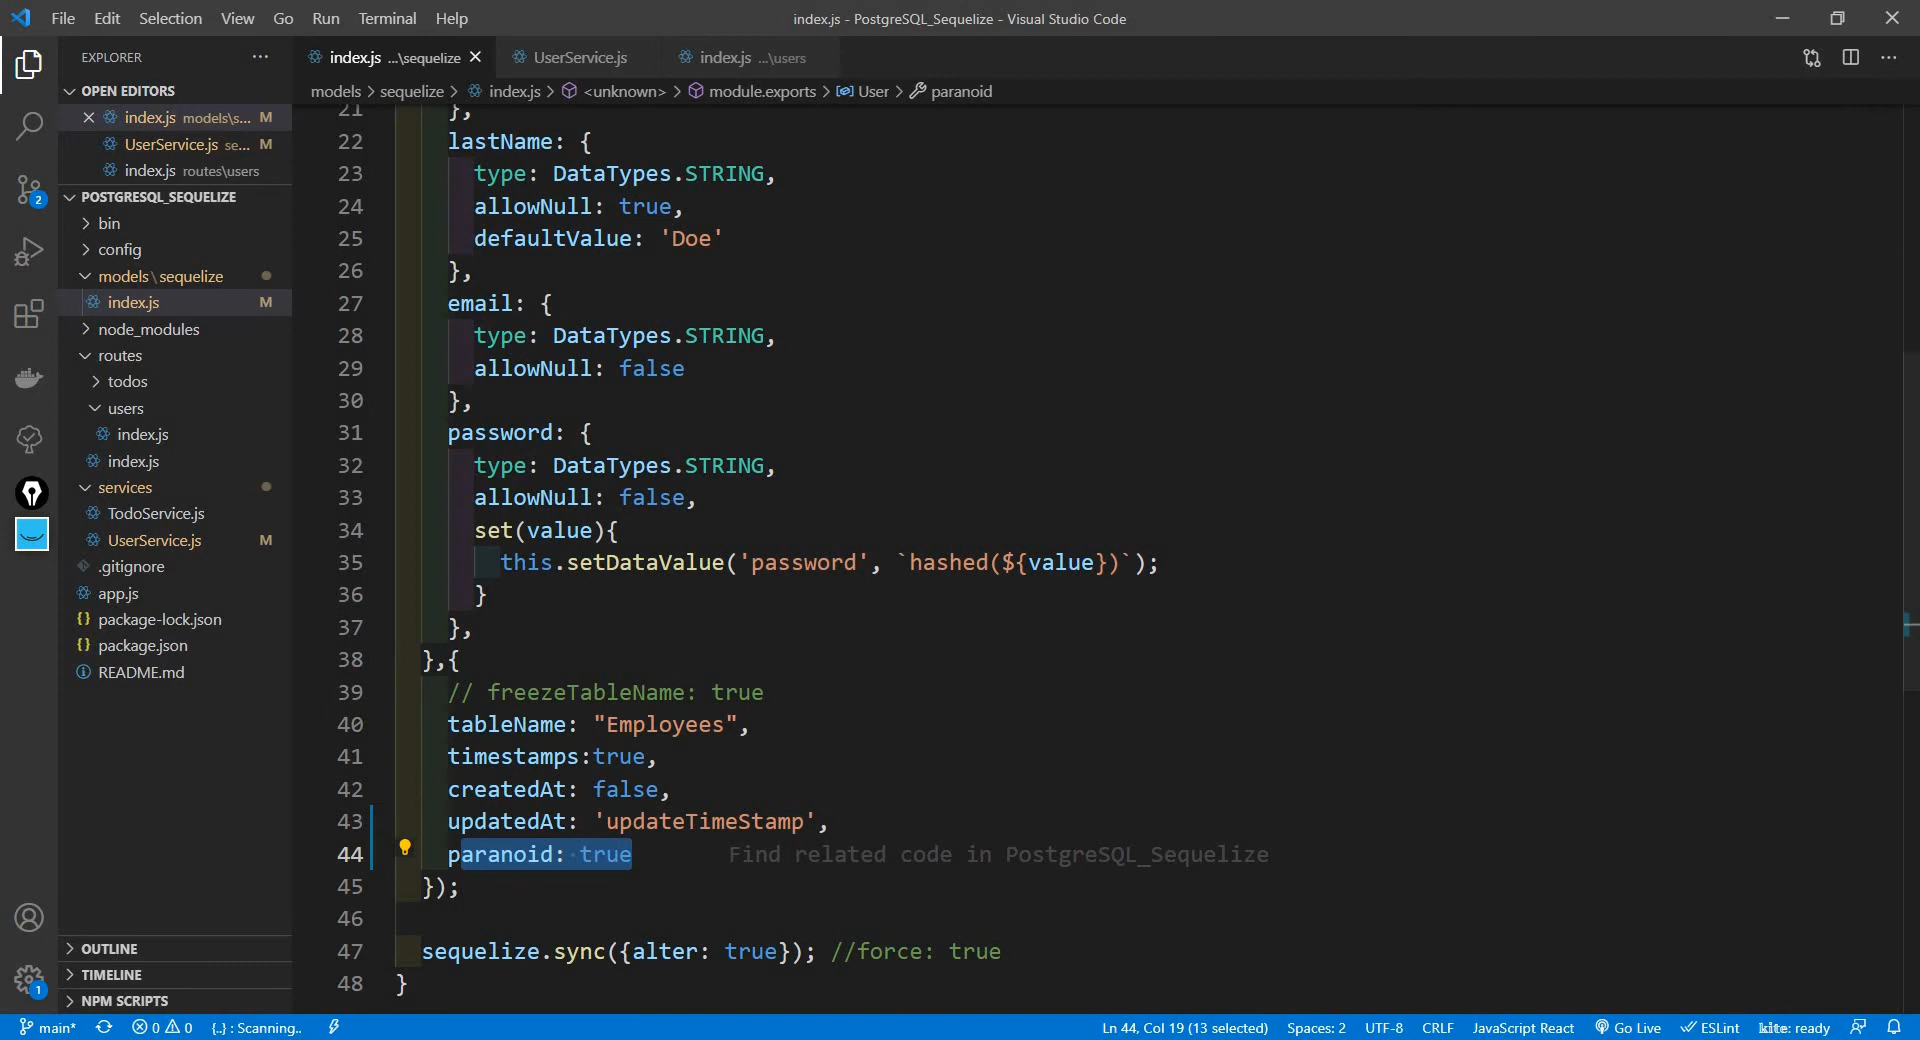 File Edit Selection View Go Run Terminal Help
index.js - PostgreSQL_Sequelize - Visual Studio Code
EXPLORER
index.js ...\sequelize
UserService.js
index.js ...\users
OPEN EDITORS
models > sequelize > index.js > <unknown> > module.exports > User > paranoid
index.js models\s... M
UserService.js se... M
index.js routes\users
POSTGRESQL_SEQUELIZE
bin
config
models\sequelize
index.js M
node_modules
routes
todos
users
index.js
index.js
services
TodoService.js
UserService.js M
.gitignore
app.js
package-lock.json
package.json
README.md
OUTLINE
TIMELINE
NPM SCRIPTS
2
1
21 },
22 lastName: {
23 type: DataTypes.STRING,
24 allowNull: true,
25 defaultValue: 'Doe'
26 },
27 email: {
28 type: DataTypes.STRING,
29 allowNull: false
30 },
31 password: {
32 type: DataTypes.STRING,
33 allowNull: false,
34 set(value){
35 this.setDataValue('password', `hashed(${value})`);
36 }
37 },
38 },{
39 // freezeTableName: true
40 tableName: "Employees",
41 timestamps:true,
42 createdAt: false,
43 updatedAt: 'updateTimeStamp',
44 paranoid: true Find related code in PostgreSQL_Sequelize
45 });
46
47 sequelize.sync({alter: true}); //force: true
48 }
main* 0 0 {..} : Scanning.. Ln 44, Col 19 (13 selected) Spaces: 2 UTF-8 CRLF JavaScript React Go Live ESLint kite: ready